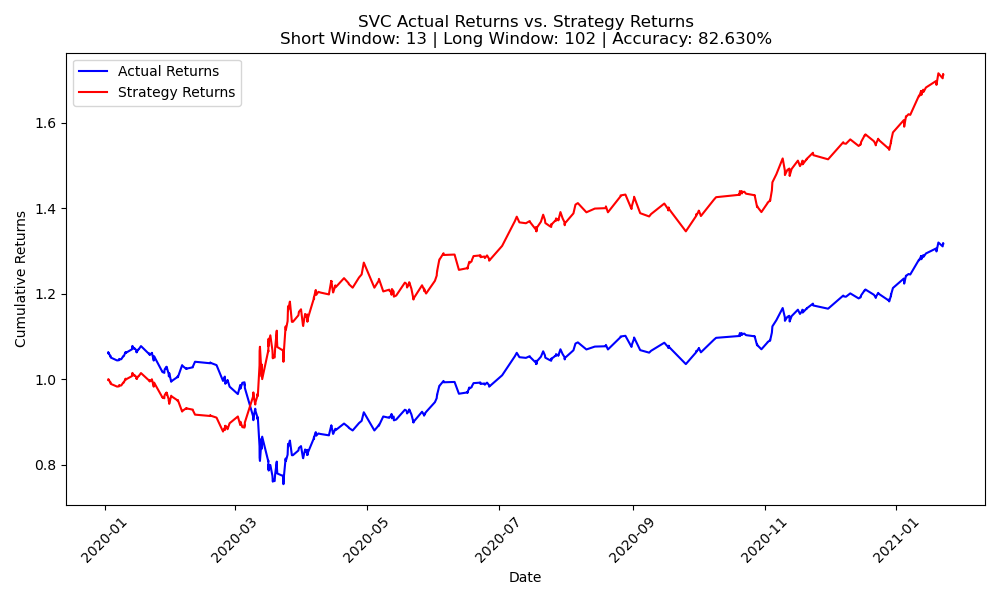 SVC Actual Returns vs. Strategy Returns
Short Window: 13 | Long Window: 102 | Accuracy: 82.630%
Actual Returns
Strategy Returns
Cumulative Returns
1.6
1.4
1.2
1.0
0.8
2020-01
2020-03
2020-05
2020-07
2020-09
2020-11
2021-01
Date